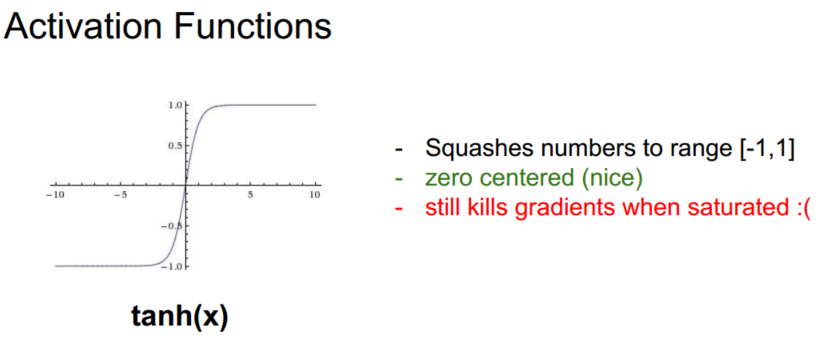 Activation Functions
1.0
0.5
-10
-5
5
10
-0.5
-1.0
- Squashes numbers to range [-1,1]
- zero centered (nice)
- still kills gradients when saturated :(
tanh(x)